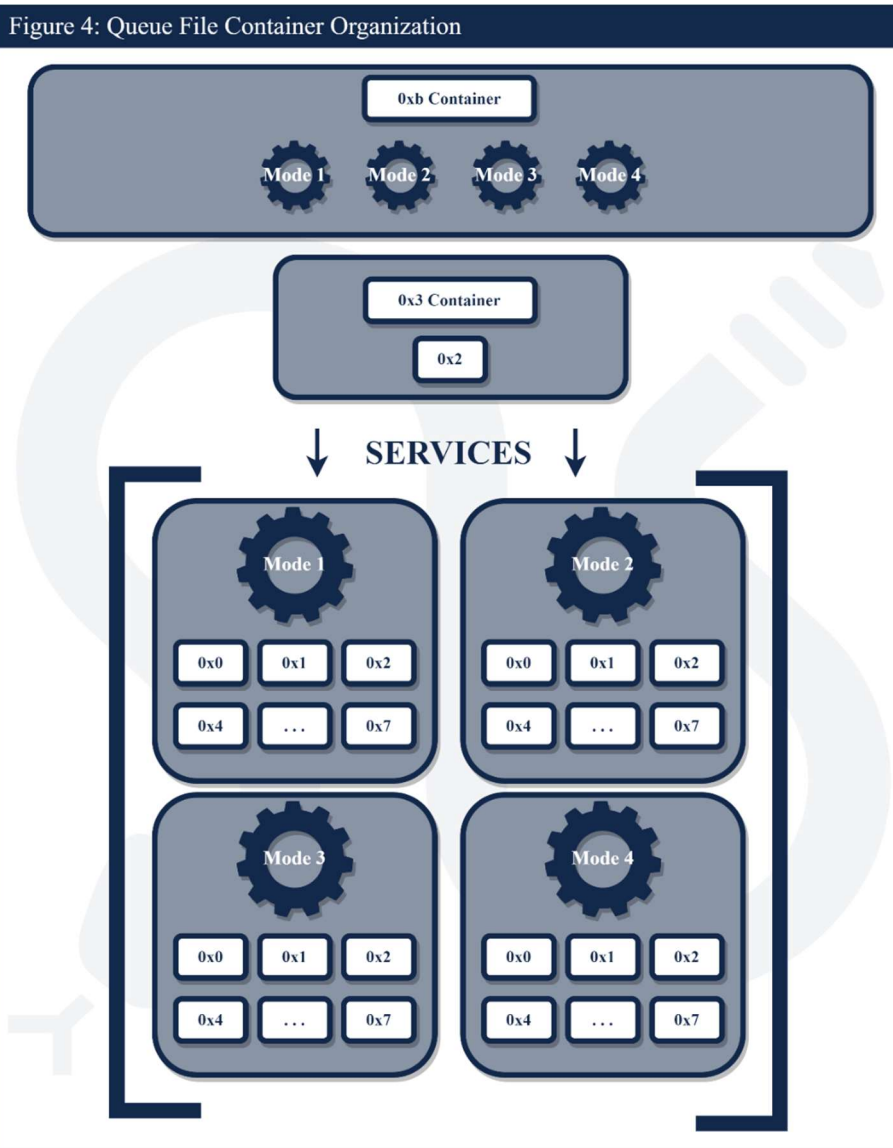 Figure 4: Queue File Container Organization
0xb Container
Mode 1 Mode 2 Mode 3 Mode 4
0x3 Container
0x2
SERVICES
Mode 1 Mode 2
0x0 0x1 0x2 0x0 0x1 0x2
0x4 ... 0x7 0x4 ... 0x7
Mode 3 Mode 4
0x0 0x1 0x2 0x0 0x1 0x2
0x4 ... 0x7 0x4 ... 0x7